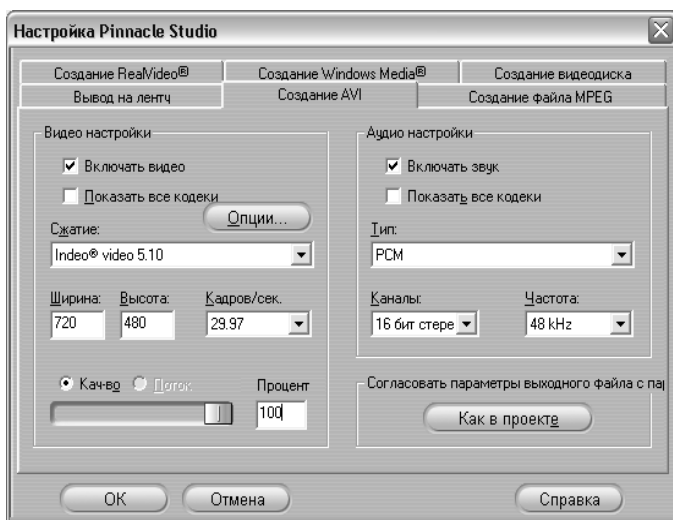 Настройка Pinnacle Studio
Создание RealVideo® Создание Windows Media® Создание видеодиска
Вывод на ленту Создание AVI Создание файла MPEG
Видео настройки
Включать видео
Показать все кодеки
Опции...
Сжатие:
Indeo® video 5.10
Ширина: Высота: Кадров/сек.
720 480 29.97
Кач-во Поток Процент
100
Аудио настройки
Включать звук
Показать все кодеки
Тип:
PCM
Каналы: Частота:
16 бит стере 48 kHz
Согласовать параметры выходного файла с пар
Как в проекте
OK Отмена Справка